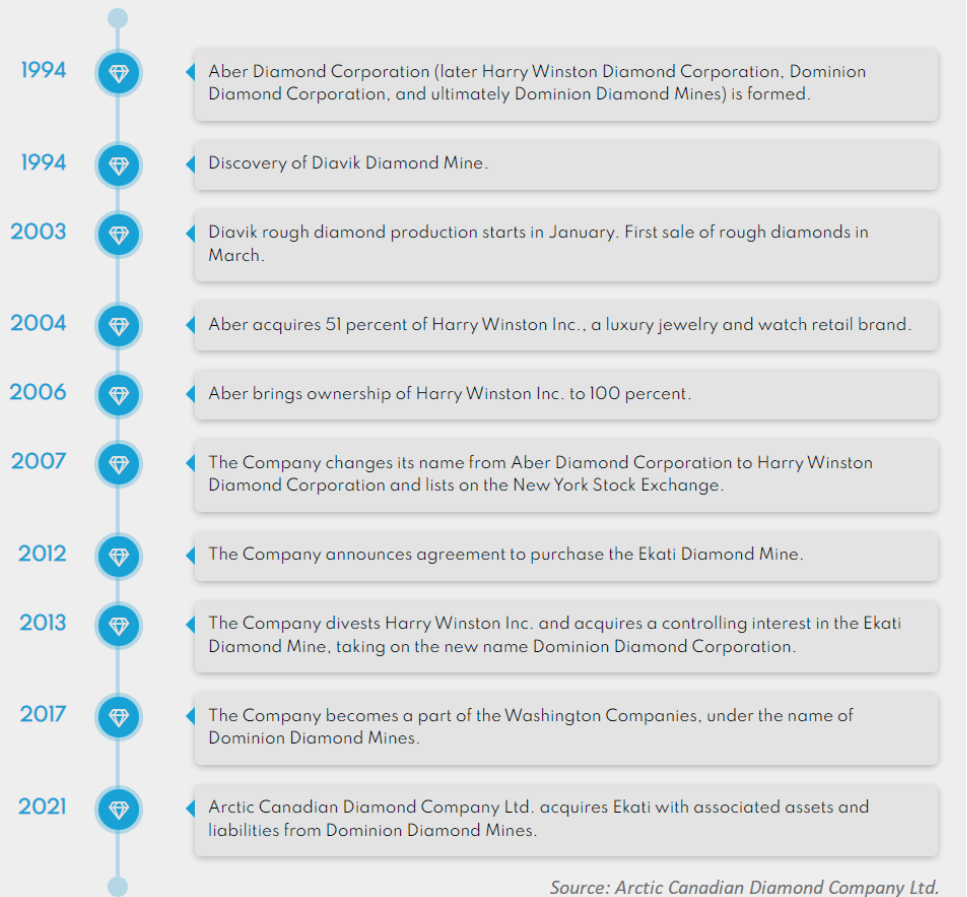 1994
Aber Diamond Corporation (later Harry Winston Diamond Corporation, Dominion
Diamond Corporation, and ultimately Dominion Diamond Mines) is formed.
1994
Discovery of Diavik Diamond Mine.
2003
Diavik rough diamond production starts in January. First sale of rough diamonds in
March.
2004
Aber acquires 51 percent of Harry Winston Inc., a luxury jewelry and watch retail brand.
2006
Aber brings ownership of Harry Winston Inc. to 100 percent.
2007
The Company changes its name from Aber Diamond Corporation to Harry Winston
Diamond Corporation and lists on the New York Stock Exchange.
2012
The Company announces agreement to purchase the Ekati Diamond Mine.
2013
The Company divests Harry Winston Inc. and acquires a controlling interest in the Ekati
Diamond Mine, taking on the new name Dominion Diamond Corporation.
2017
The Company becomes a part of the Washington Companies, under the name of
Dominion Diamond Mines.
2021
Arctic Canadian Diamond Company Ltd. acquires Ekati with associated assets and
liabilities from Dominion Diamond Mines.
Source: Arctic Canadian Diamond Company Ltd.